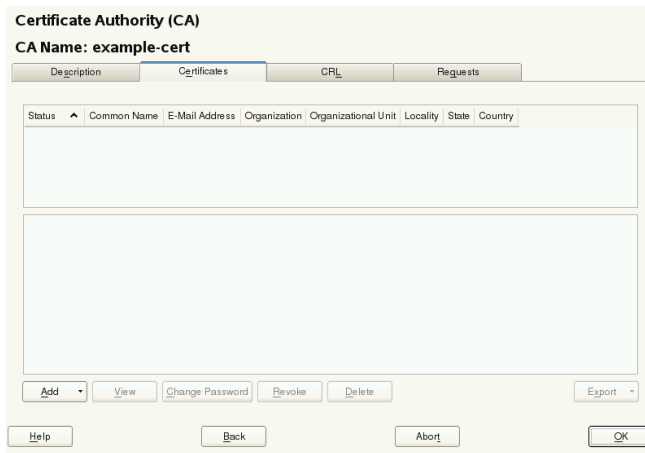 Certificate Authority (CA)
CA Name: example-cert
Description Certificates CRL Requests
Status Common Name E-Mail Address Organization Organizational Unit Locality State Country
Add View Change Password Revoke Delete Export
Help Back Abort OK